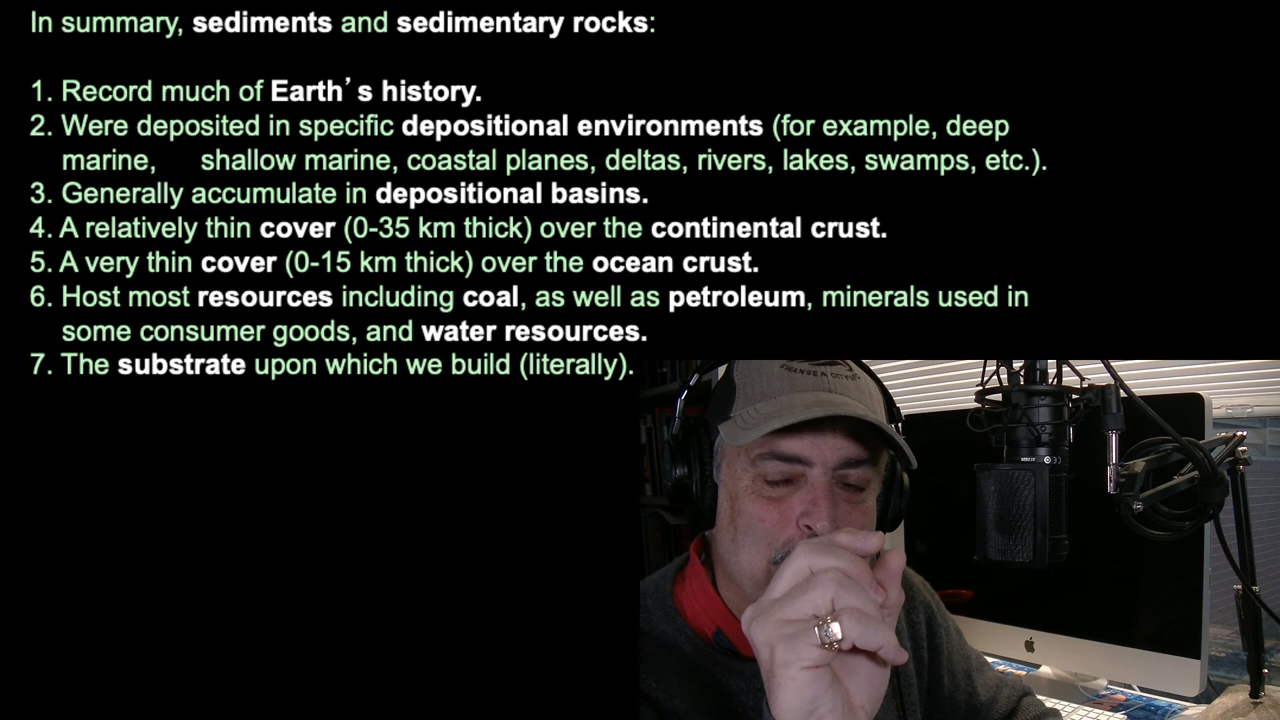 In summary, sediments and sedimentary rocks:
1. Record much of Earth’s history.
2. Were deposited in specific depositional environments (for example, deep
marine, shallow marine, coastal planes, deltas, rivers, lakes, swamps, etc.).
3. Generally accumulate in depositional basins.
4. A relatively thin cover (0-35 km thick) over the continental crust.
5. A very thin cover (0-15 km thick) over the ocean crust.
6. Host most resources including coal, as well as petroleum, minerals used in
some consumer goods, and water resources.
7. The substrate upon which we build (literally).
SWANSEA CITY